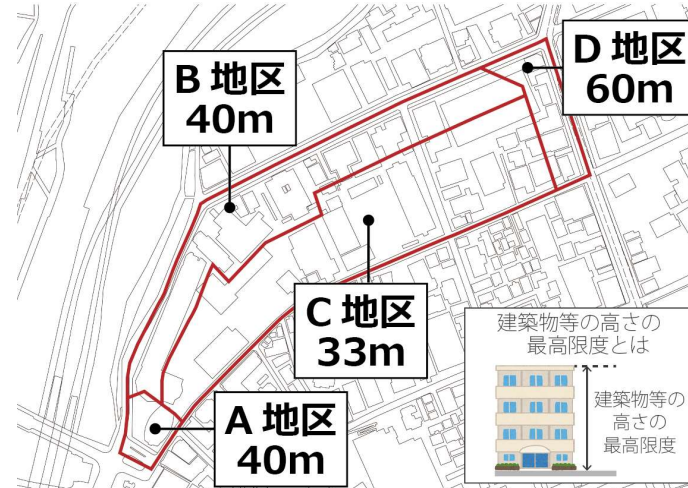 B 地区
40m
D 地区
60m
C 地区
33m
A 地区
40m
建築物等の高さの
最高限度とは
建築物等の
高さの
最高限度